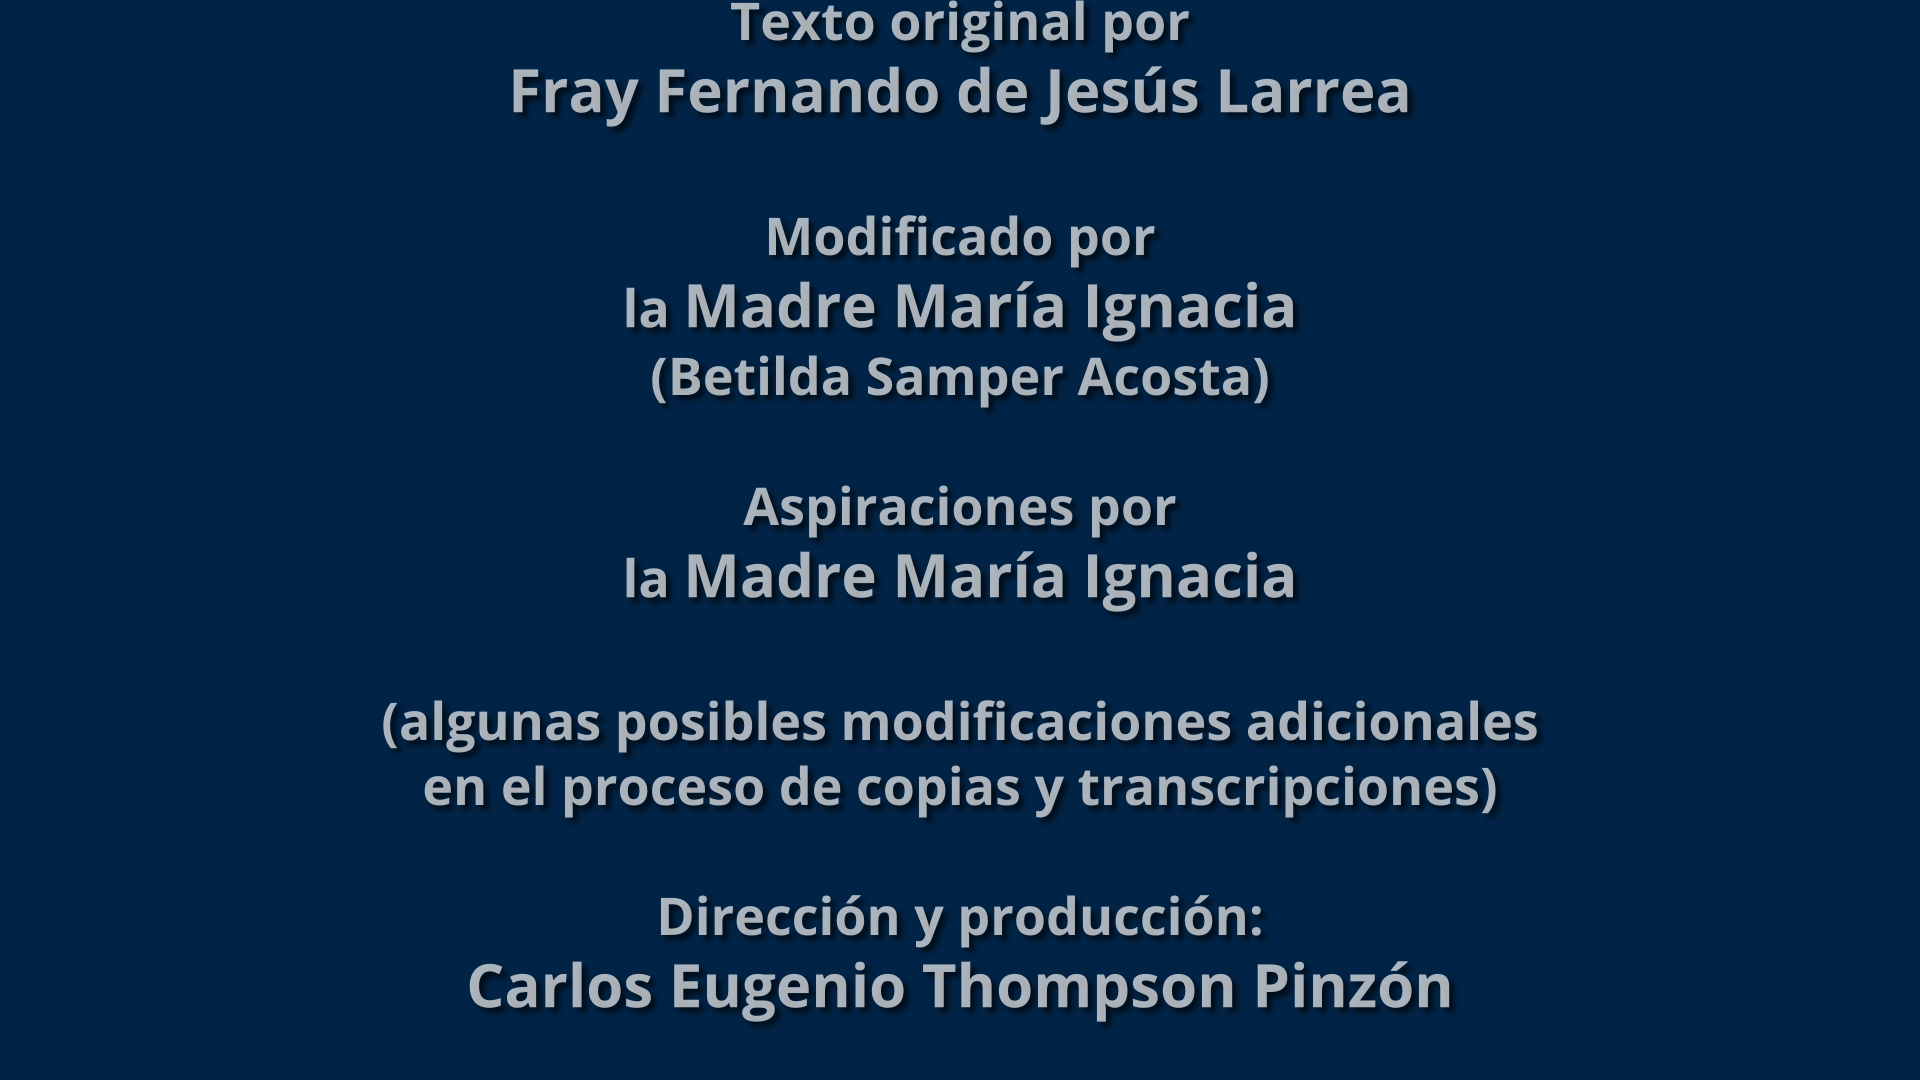 Texto original por
Fray Fernando de Jesús Larrea
Modificado por
la Madre María Ignacia
(Betilda Samper Acosta)
Aspiraciones por
la Madre María Ignacia
(algunas posibles modificaciones adicionales
en el proceso de copias y transcripciones)
Dirección y producción:
Carlos Eugenio Thompson Pinzón